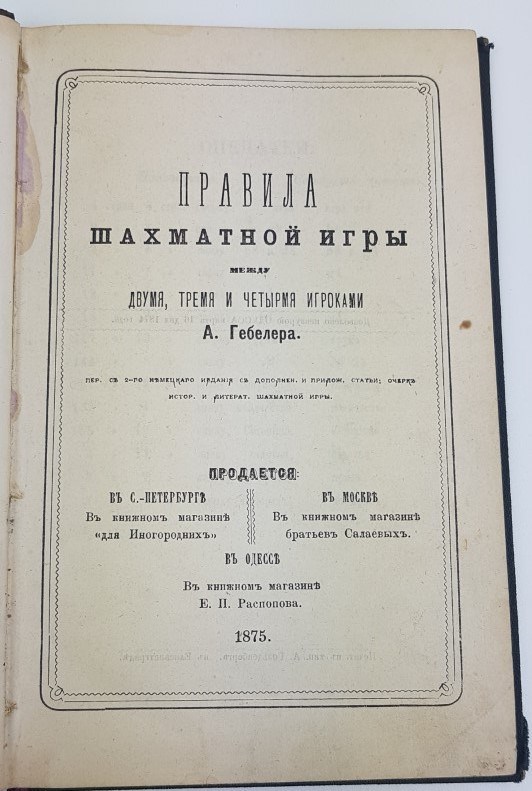 ПРАВИЛА
ШАХМАТНОЙ ИГРЫ
МЕЖДУ
ДВУМЯ, ТРЕМЯ И ЧЕТЫРМЯ ИГРОКАМИ
А. Гебелера.
ПЕР. СЪ 2-ГО НѢМЕЦКАГО ИЗДАНІЯ СЪ ДОПОЛНЕН. И ПРИЛОЖ. СТАТЬИ; ОЧЕРКЪ
ИСТОР. И ЛИТЕРАТ. ШАХМАТНОЙ ИГРЫ.
ПРОДАЕТСЯ:
ВЪ С.-ПЕТЕРБУРГѢ
Въ книжномъ магазинѣ
«для Иногороднихъ»
ВЪ МОСКВѢ
Въ книжномъ магазинѣ
братьевъ Салаевыхъ.
ВЪ ОДЕССѢ
Въ книжномъ магазинѣ
Е. П. Распопова.
1875.